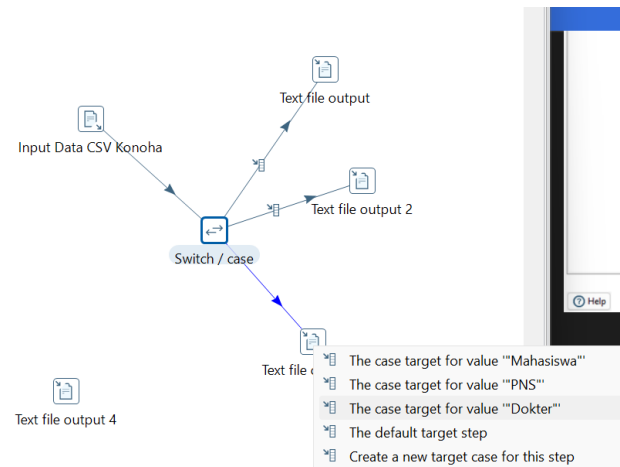 Text file output
Input Data CSV Konoha
Text file output 2
Switch / case
Help
Text file
The case target for value '"Mahasiswa"'
The case target for value '"PNS"'
The case target for value '"Dokter"'
The default target step
Create a new target case for this step
Text file output 4